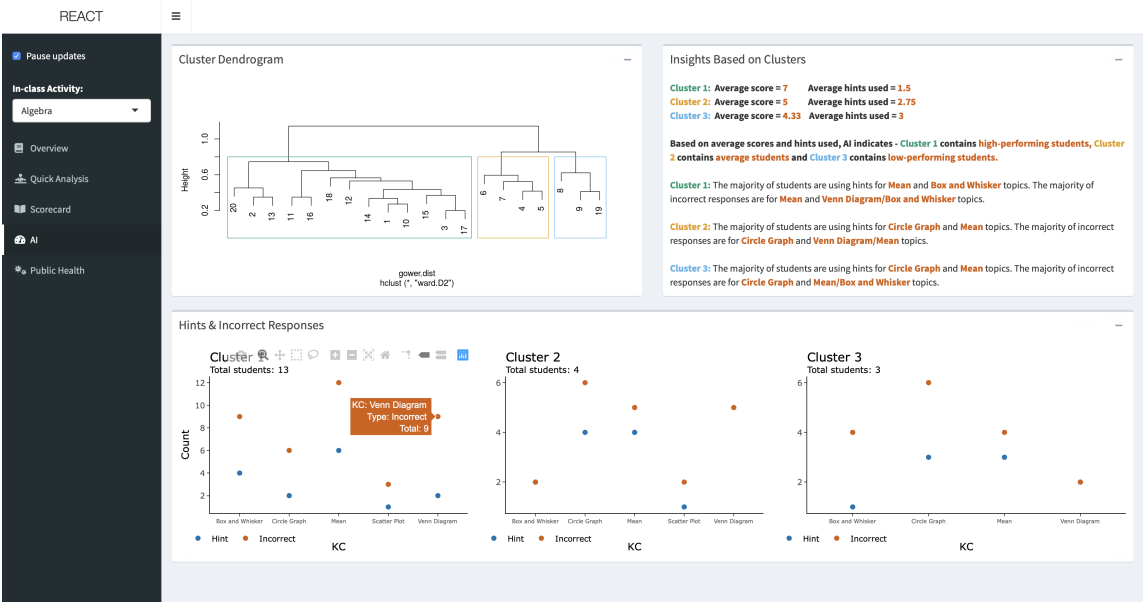 REACT
Pause updates
In-class Activity:
Algebra
Overview
Quick Analysis
Scorecard
AI
Public Health
Cluster Dendrogram
Height
0.2 0.6 1.0
20 2 13 11 16 18 12 14 1 10 15 3 17 6 7 4 5 8 9 19
gower.dist
hclust (*, "ward.D2")
Insights Based on Clusters
Cluster 1: Average score = 7 Average hints used = 1.5
Cluster 2: Average score = 5 Average hints used = 2.75
Cluster 3: Average score = 4.33 Average hints used = 3
Based on average scores and hints used, AI indicates - Cluster 1 contains high-performing students, Cluster
2 contains average students and Cluster 3 contains low-performing students.
Cluster 1: The majority of students are using hints for Mean and Box and Whisker topics. The majority of
incorrect responses are for Mean and Venn Diagram/Box and Whisker topics.
Cluster 2: The majority of students are using hints for Circle Graph and Mean topics. The majority of incorrect
responses are for Circle Graph and Venn Diagram/Mean topics.
Cluster 3: The majority of students are using hints for Circle Graph and Mean topics. The majority of incorrect
responses are for Circle Graph and Mean/Box and Whisker topics.
Hints & Incorrect Responses
Cluster
Total students: 13
12
10
8
6
4
2
Count
KC: Venn Diagram
Type: Incorrect
Total: 9
Box and Whisker Circle Graph Mean Scatter Plot Venn Diagram
Hint Incorrect
KC
Cluster 2
Total students: 4
6
4
2
Box and Whisker Circle Graph Mean Scatter Plot Venn Diagram
Hint Incorrect
KC
Cluster 3
Total students: 3
6
4
2
Box and Whisker Circle Graph Mean Venn Diagram
Hint Incorrect
KC